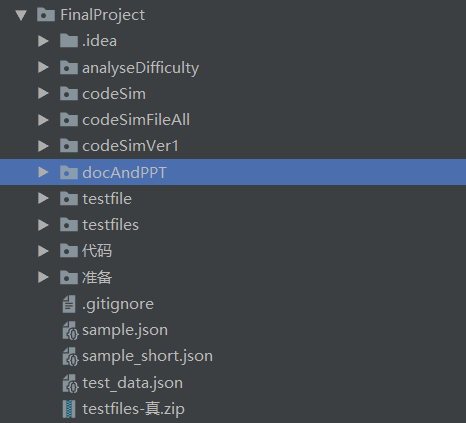 FinalProject
.idea
analyseDifficulty
codeSim
codeSimFileAll
codeSimVer1
docAndPPT
testfile
testfiles
代码
准备
.gitignore
sample.json
sample_short.json
test_data.json
testfiles-真.zip